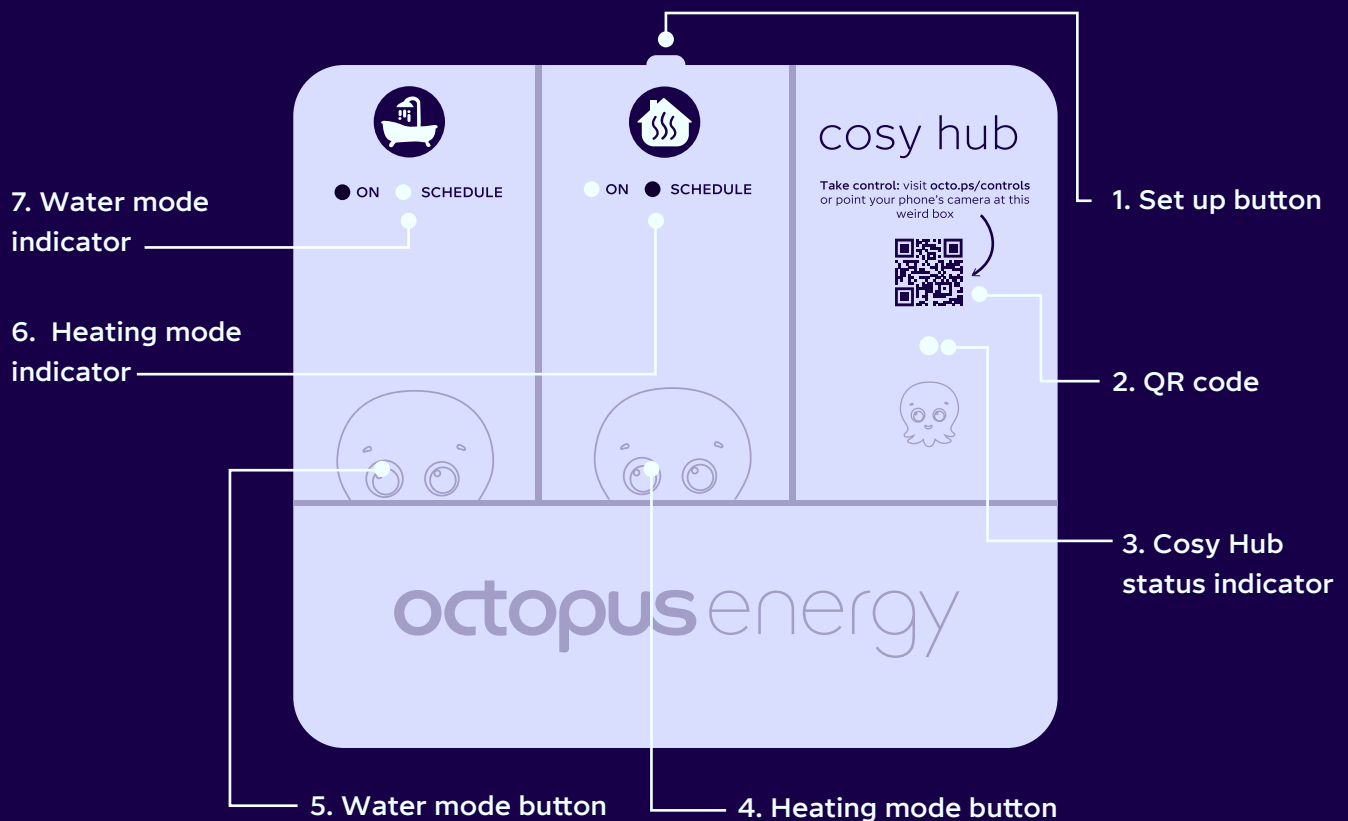 cosy hub
ON SCHEDULE
ON SCHEDULE
Take control: visit octo.ps/controls
or point your phone's camera at this
weird box
7. Water mode
indicator
1. Set up button
6. Heating mode
indicator
2. QR code
3. Cosy Hub
status indicator
octopus energy
5. Water mode button
4. Heating mode button